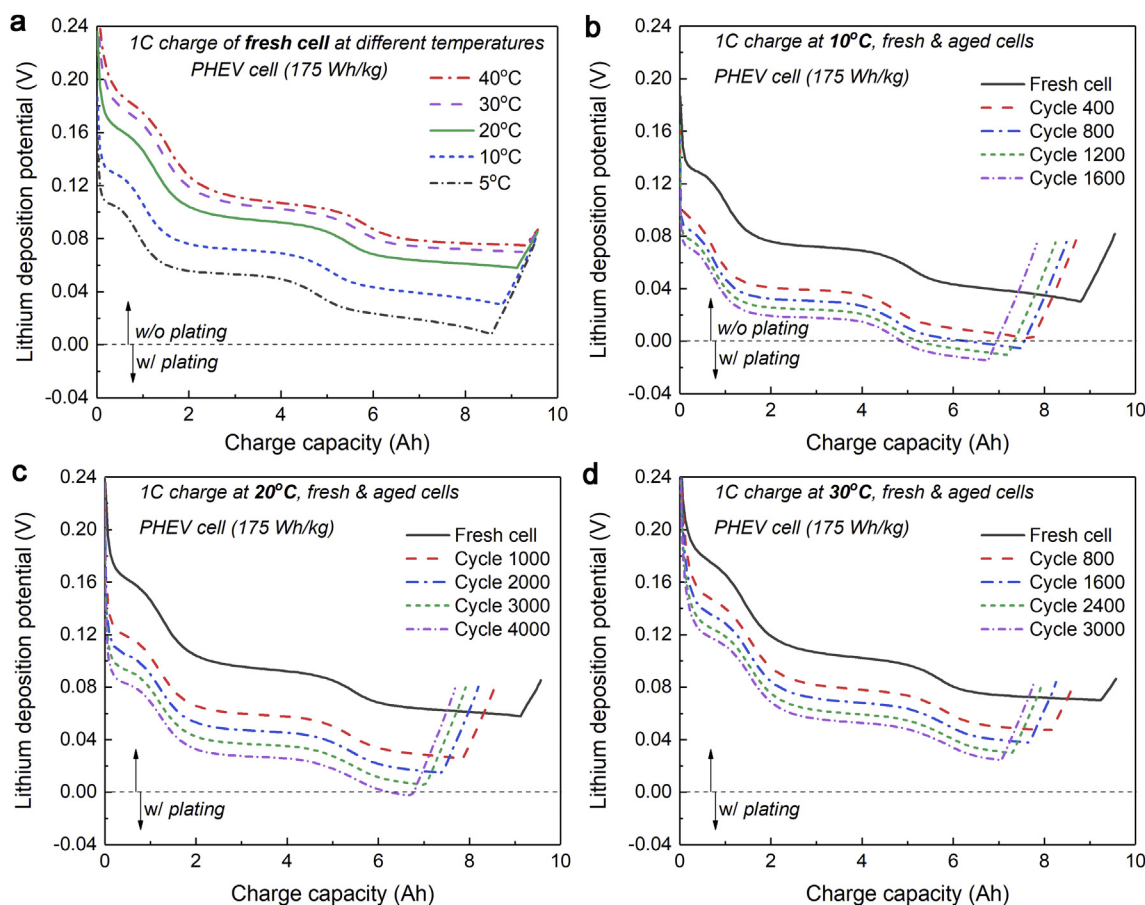 a
1C charge of fresh cell at different temperatures
PHEV cell (175 Wh/kg)
40°C
30°C
20°C
10°C
5°C
w/o plating
w/ plating
0.24
0.20
0.16
0.12
0.08
0.04
0.00
-0.04
0 2 4 6 8 10
Lithium deposition potential (V)
Charge capacity (Ah)
b
1C charge at 10°C, fresh & aged cells
PHEV cell (175 Wh/kg)
Fresh cell
Cycle 400
Cycle 800
Cycle 1200
Cycle 1600
w/o plating
w/ plating
0.24
0.20
0.16
0.12
0.08
0.04
0.00
-0.04
0 2 4 6 8 10
Lithium deposition potential (V)
Charge capacity (Ah)
c
1C charge at 20°C, fresh & aged cells
PHEV cell (175 Wh/kg)
Fresh cell
Cycle 1000
Cycle 2000
Cycle 3000
Cycle 4000
w/ plating
0.24
0.20
0.16
0.12
0.08
0.04
0.00
-0.04
0 2 4 6 8 10
Lithium deposition potential (V)
Charge capacity (Ah)
d
1C charge at 30°C, fresh & aged cells
PHEV cell (175 Wh/kg)
Fresh cell
Cycle 800
Cycle 1600
Cycle 2400
Cycle 3000
w/ plating
0.24
0.20
0.16
0.12
0.08
0.04
0.00
-0.04
0 2 4 6 8 10
Lithium deposition potential (V)
Charge capacity (Ah)